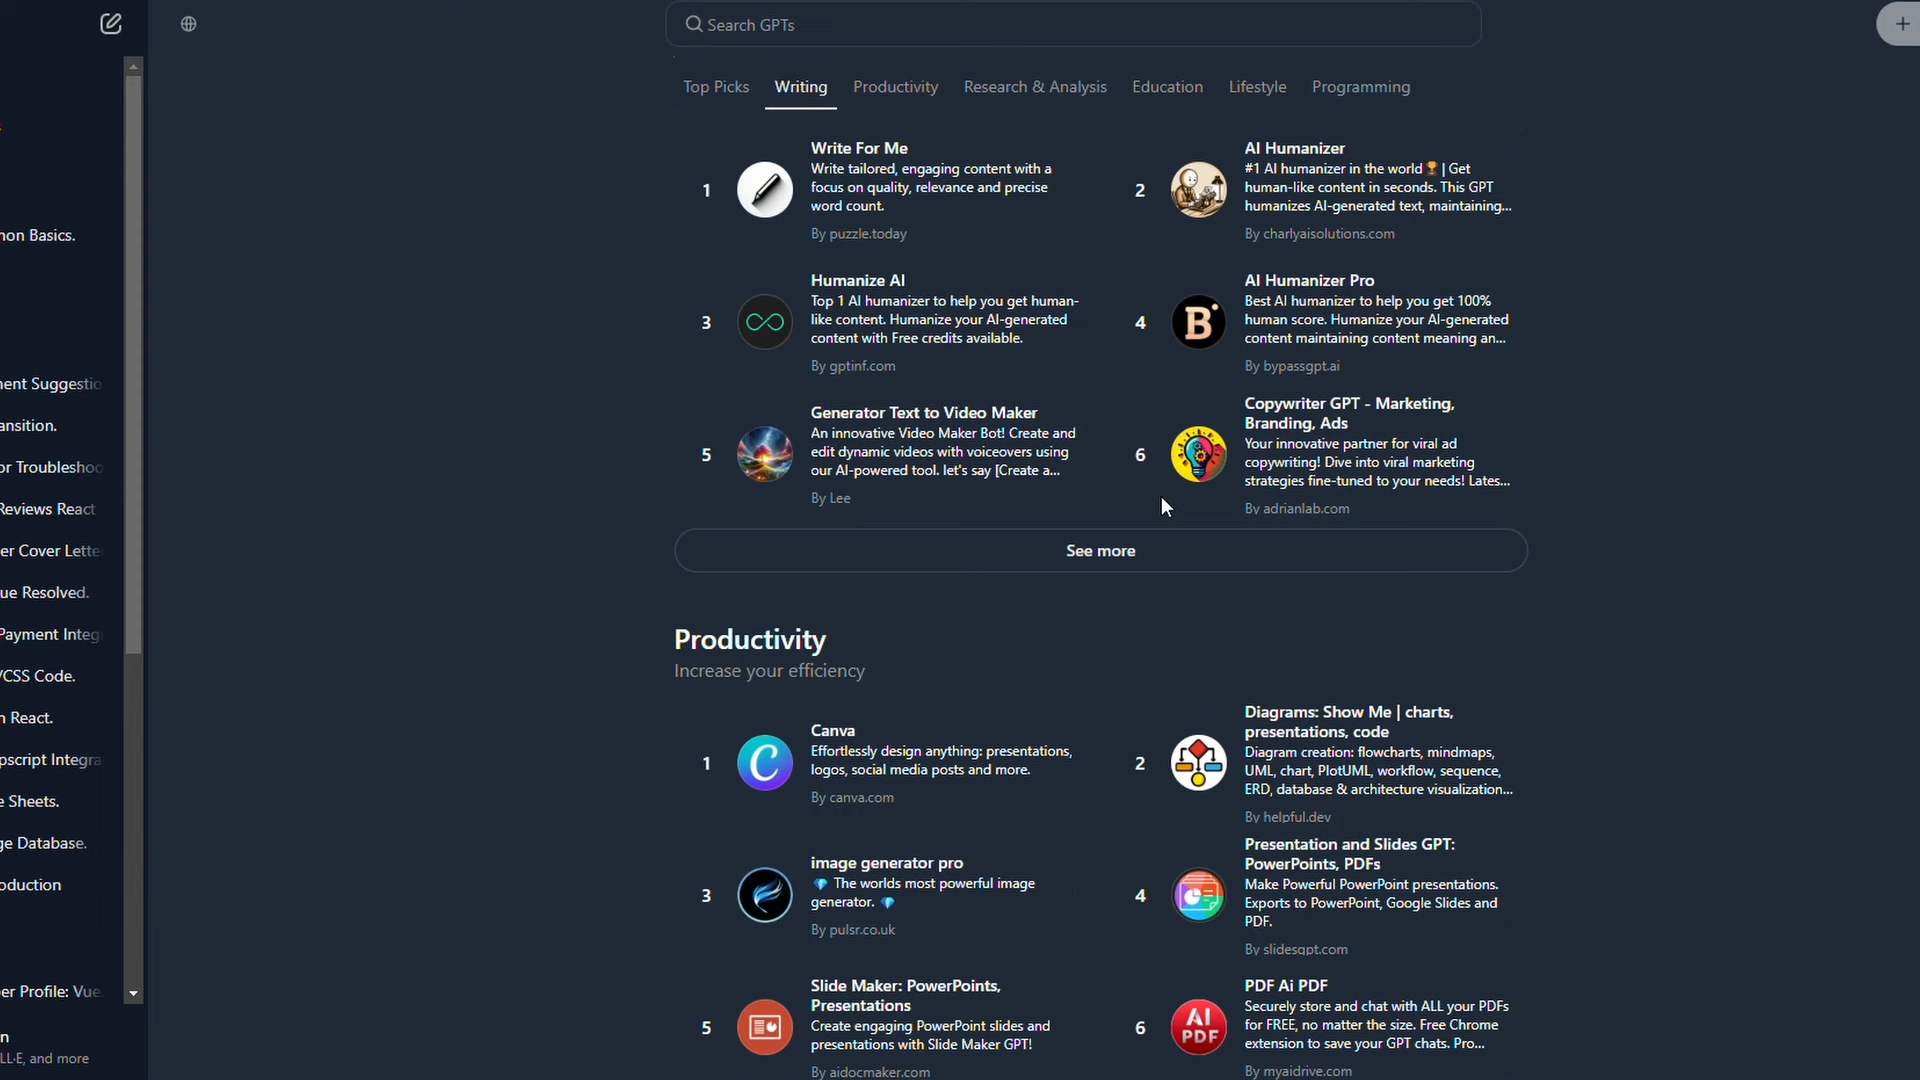 Search GPTs
Top Picks
Writing
Productivity
Research & Analysis
Education
Lifestyle
Programming
1
Write For Me
Write tailored, engaging content with a
focus on quality, relevance and precise
word count.
By puzzle.today
2
AI Humanizer
#1 AI humanizer in the world🏆 | Get
human-like content in seconds. This GPT
humanizes AI-generated text, maintaining...
By charlyaisolutions.com
3
Humanize AI
Top 1 AI humanizer to help you get human-
like content. Humanize your AI-generated
content with Free credits available.
By gptinf.com
4
AI Humanizer Pro
Best AI humanizer to help you get 100%
human score. Humanize your AI-generated
content maintaining content meaning an...
By bypassgpt.ai
5
Generator Text to Video Maker
An innovative Video Maker Bot! Create and
edit dynamic videos with voiceovers using
our AI-powered tool. let's say [Create a...
By Lee
6
Copywriter GPT - Marketing,
Branding, Ads
Your innovative partner for viral ad
copywriting! Dive into viral marketing
strategies fine-tuned to your needs! Lates...
By adrianlab.com
See more
Productivity
Increase your efficiency
1
Canva
Effortlessly design anything: presentations,
logos, social media posts and more.
By canva.com
2
Diagrams: Show Me | charts,
presentations, code
Diagram creation: flowcharts, mindmaps,
UML, chart, PlotUML, workflow, sequence,
ERD, database & architecture visualization...
By helpful.dev
3
image generator pro
💎 The worlds most powerful image
generator. 💎
By pulsr.co.uk
4
Presentation and Slides GPT:
PowerPoints, PDFs
Make Powerful PowerPoint presentations.
Exports to PowerPoint, Google Slides and
PDF.
By slidesgpt.com
5
Slide Maker: PowerPoints,
Presentations
Create engaging PowerPoint slides and
presentations with Slide Maker GPT!
By aidocmaker.com
6
AI
PDF
PDF Ai PDF
Securely store and chat with ALL your PDFs
for FREE, no matter the size. Free Chrome
extension to save your GPT chats. Pro...
By myaidrive.com
B
C
hon Basics.
nent Suggestio
ansition.
or Troubleshoo
Reviews React
er Cover Lette
ue Resolved.
Payment Integ
/CSS Code.
n React.
pscript Integra
e Sheets.
ge Database.
oduction
er Profile: Vue
n
LL·E, and more